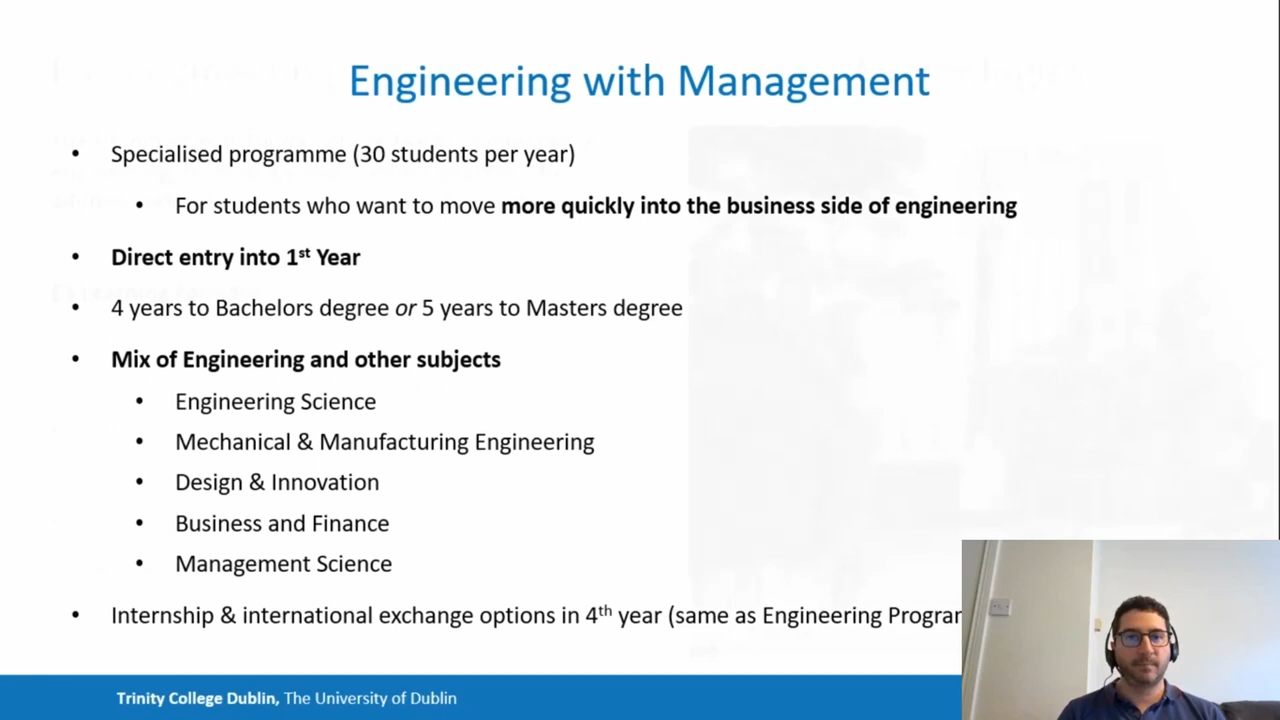 Engineering with Management
• Specialised programme (30 students per year)
• For students who want to move more quickly into the business side of engineering
• Direct entry into 1st Year
• 4 years to Bachelors degree or 5 years to Masters degree
• Mix of Engineering and other subjects
• Engineering Science
• Mechanical & Manufacturing Engineering
• Design & Innovation
• Business and Finance
• Management Science
• Internship & international exchange options in 4th year (same as Engineering Program
Trinity College Dublin, The University of Dublin